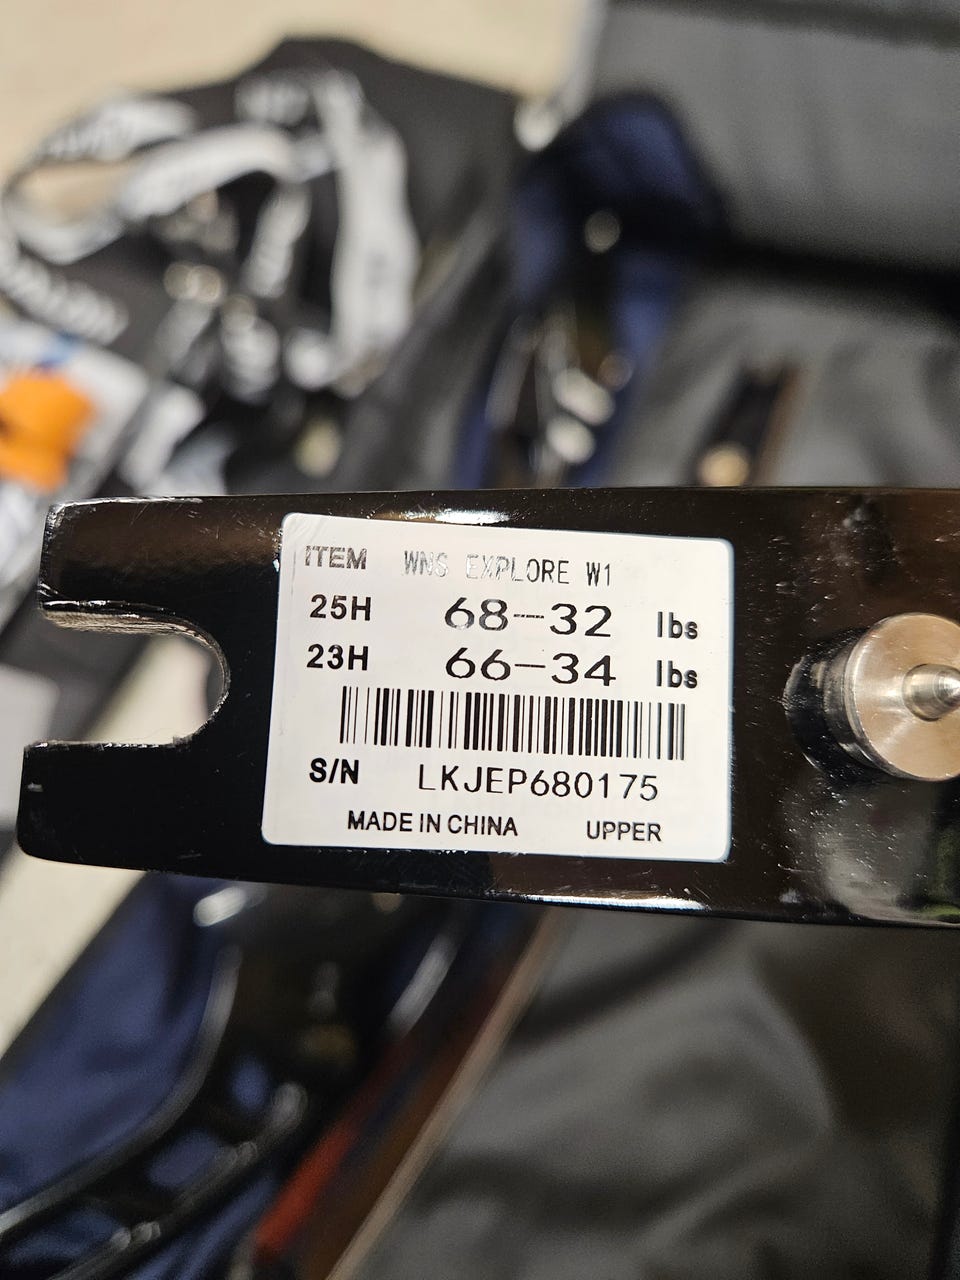 ITEM WNS EXPLORE W1
25H 68-32 lbs
23H 66-34 lbs
S/N LKJEP680175
MADE IN CHINA UPPER